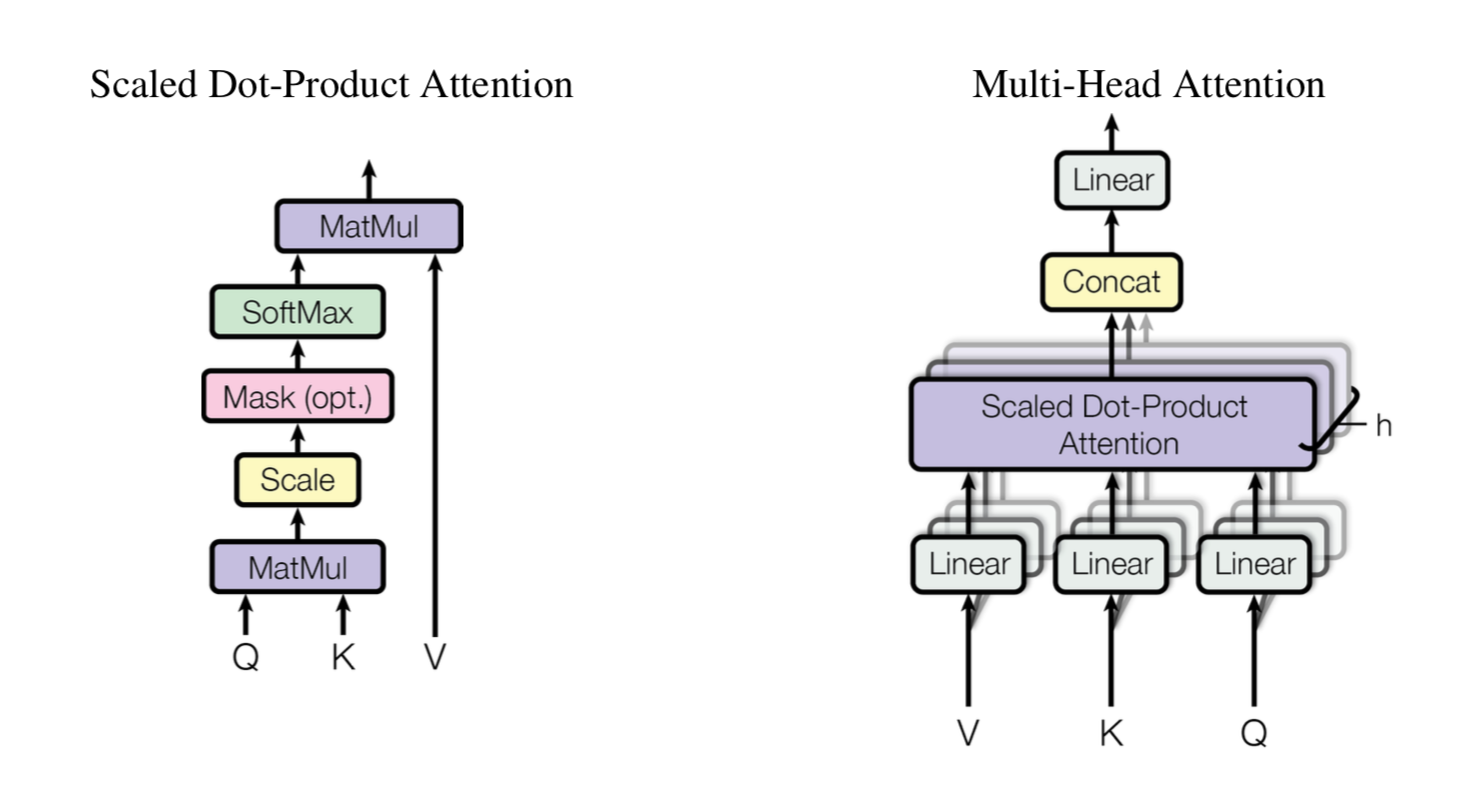 Scaled Dot-Product Attention
MatMul
SoftMax
Mask (opt.)
Scale
MatMul
Q K V
Multi-Head Attention
Linear
Concat
Scaled Dot-Product
Attention
h
Linear Linear Linear
V K Q